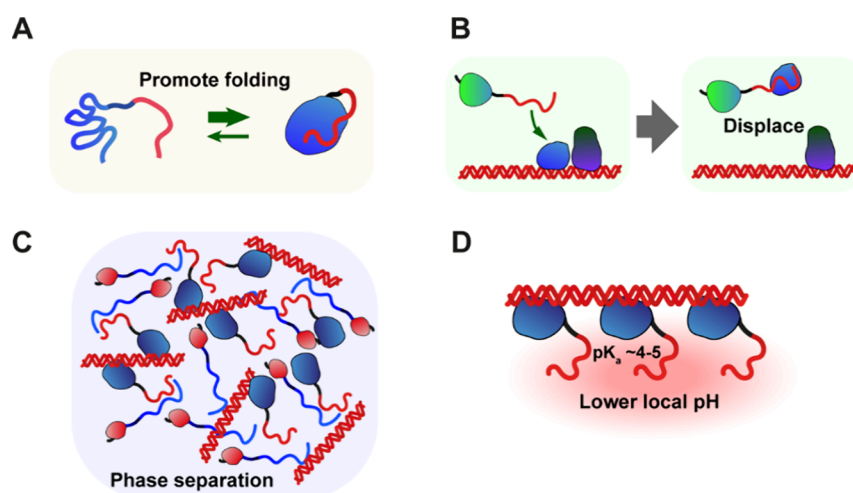 A
Promote folding
B
Displace
C
Phase separation
D
pKa ~4-5
Lower local pH